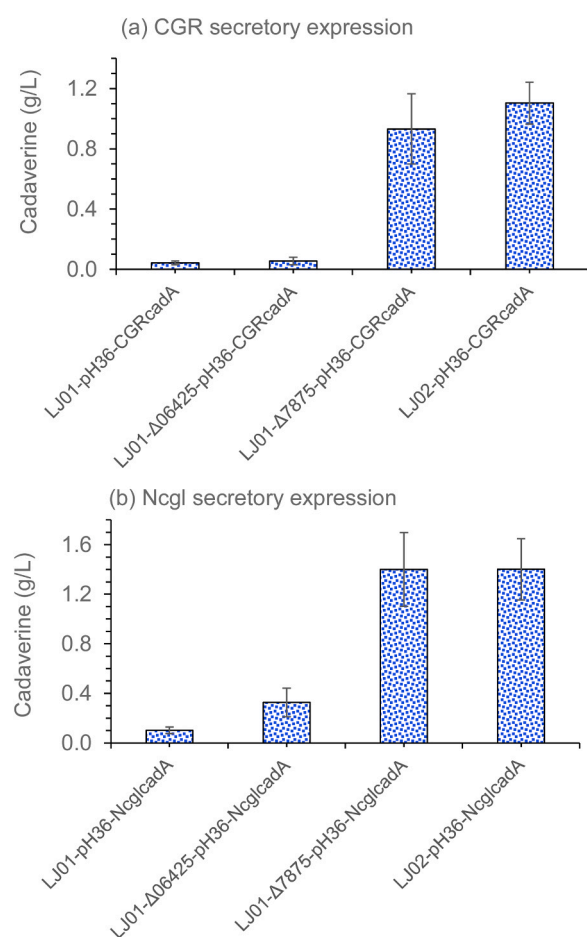 (a) CGR secretory expression
Cadaverine (g/L)
1.2
0.8
0.4
0.0
LJ01-pH36-CGRcadA
LJ01-Δ06425-pH36-CGRcadA
LJ01-Δ7875-pH36-CGRcadA
LJ02-pH36-CGRcadA
(b) Ncgl secretory expression
Cadaverine (g/L)
1.6
1.2
0.8
0.4
0.0
LJ01-pH36-NcglcadA
LJ01-Δ06425-pH36-NcglcadA
LJ01-Δ7875-pH36-NcglcadA
LJ02-pH36-NcglcadA